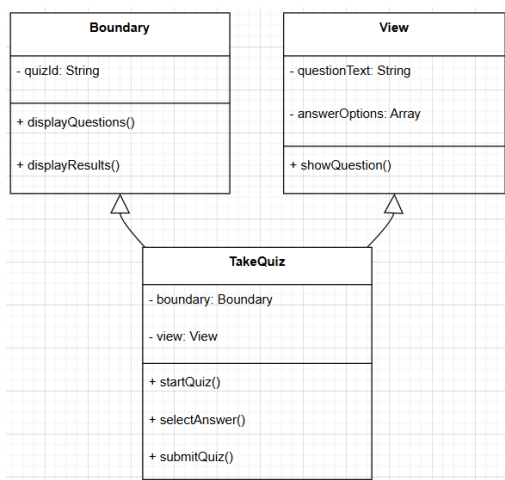 Boundary
- quizId: String
+ displayQuestions()
+ displayResults()
View
- questionText: String
- answerOptions: Array
+ showQuestion()
TakeQuiz
- boundary: Boundary
- view: View
+ startQuiz()
+ selectAnswer()
+ submitQuiz()